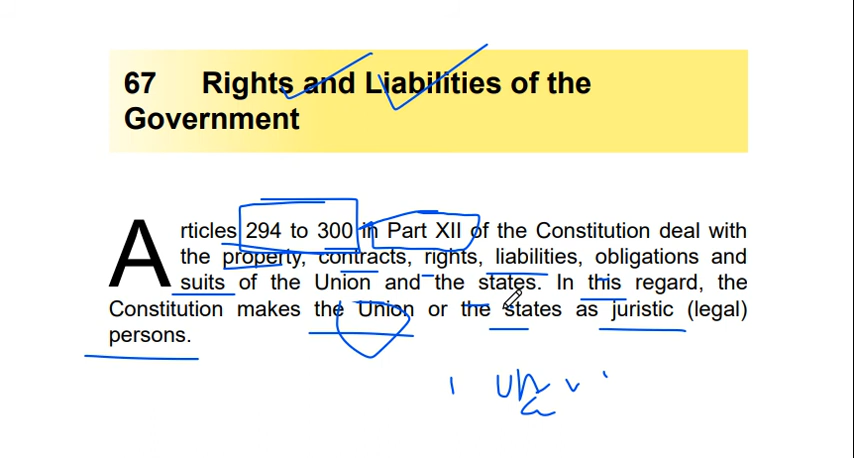 67 Rights and Liabilities of the
Government
Articles 294 to 300 in Part XII of the Constitution deal with
the property, contracts, rights, liabilities, obligations and
suits of the Union and the states. In this regard, the
Constitution makes the Union or the states as juristic (legal)
persons.